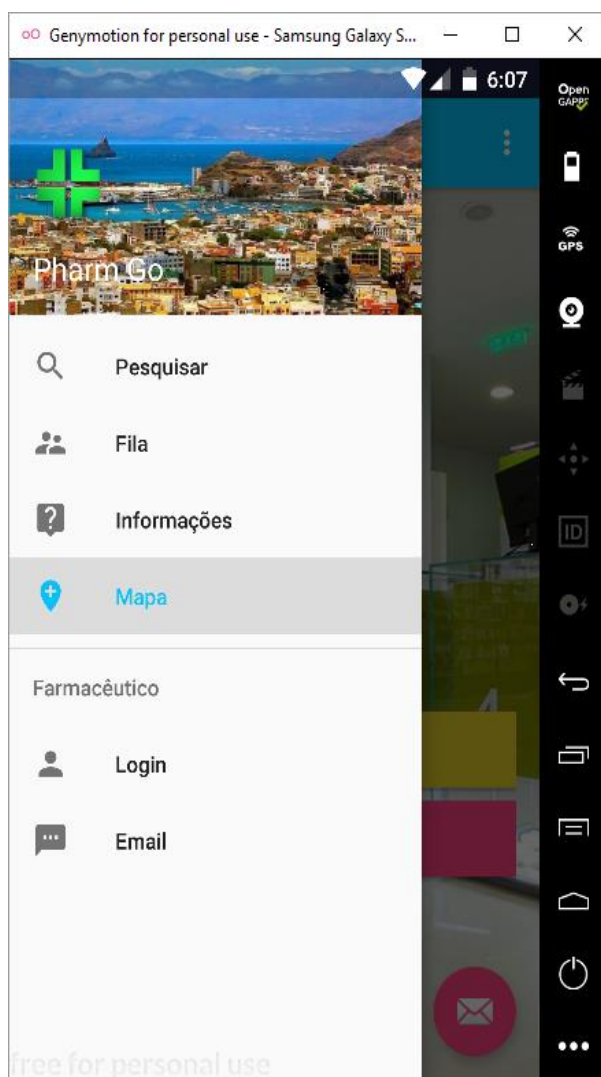 Genymotion for personal use - Samsung Galaxy S...
6:07
Open
GAPPS
GPS
Pharm Go
Pesquisar
Fila
Informações
ID
Mapa
Farmacêutico
Login
Email
free for personal use